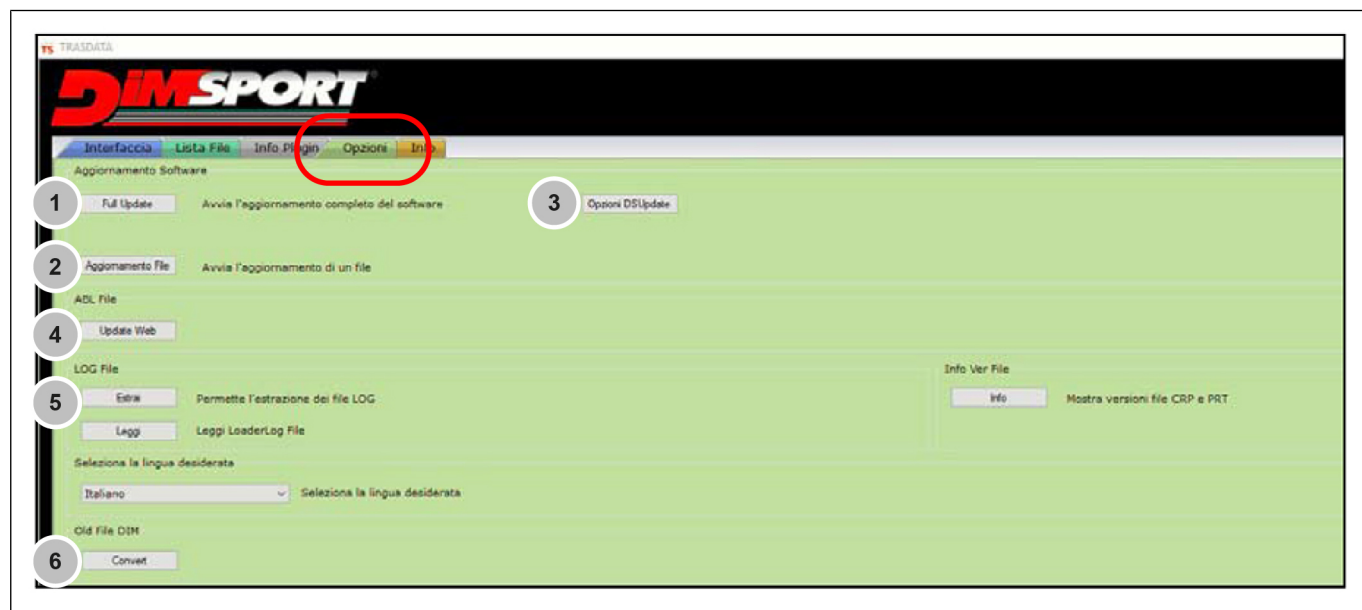 TS TRASDATA
DiMSPORT®
Interfaccia Lista File Info Plugin Opzioni Info
Aggiornamento Software
1 Full Update Avvia l'aggiornamento completo del software 3 Opzioni DSUpdate
2 Aggiornamento File Avvia l'aggiornamento di un file
ABL File
4 Update Web
LOG File Info Ver File
5 Estrai Permette l'estrazione dei file LOG Info Mostra versioni file CRP e PRT
Leggi Leggi LoaderLog File
Seleziona la lingua desiderata
Italiano Seleziona la lingua desiderata
Old File DIM
6 Convert